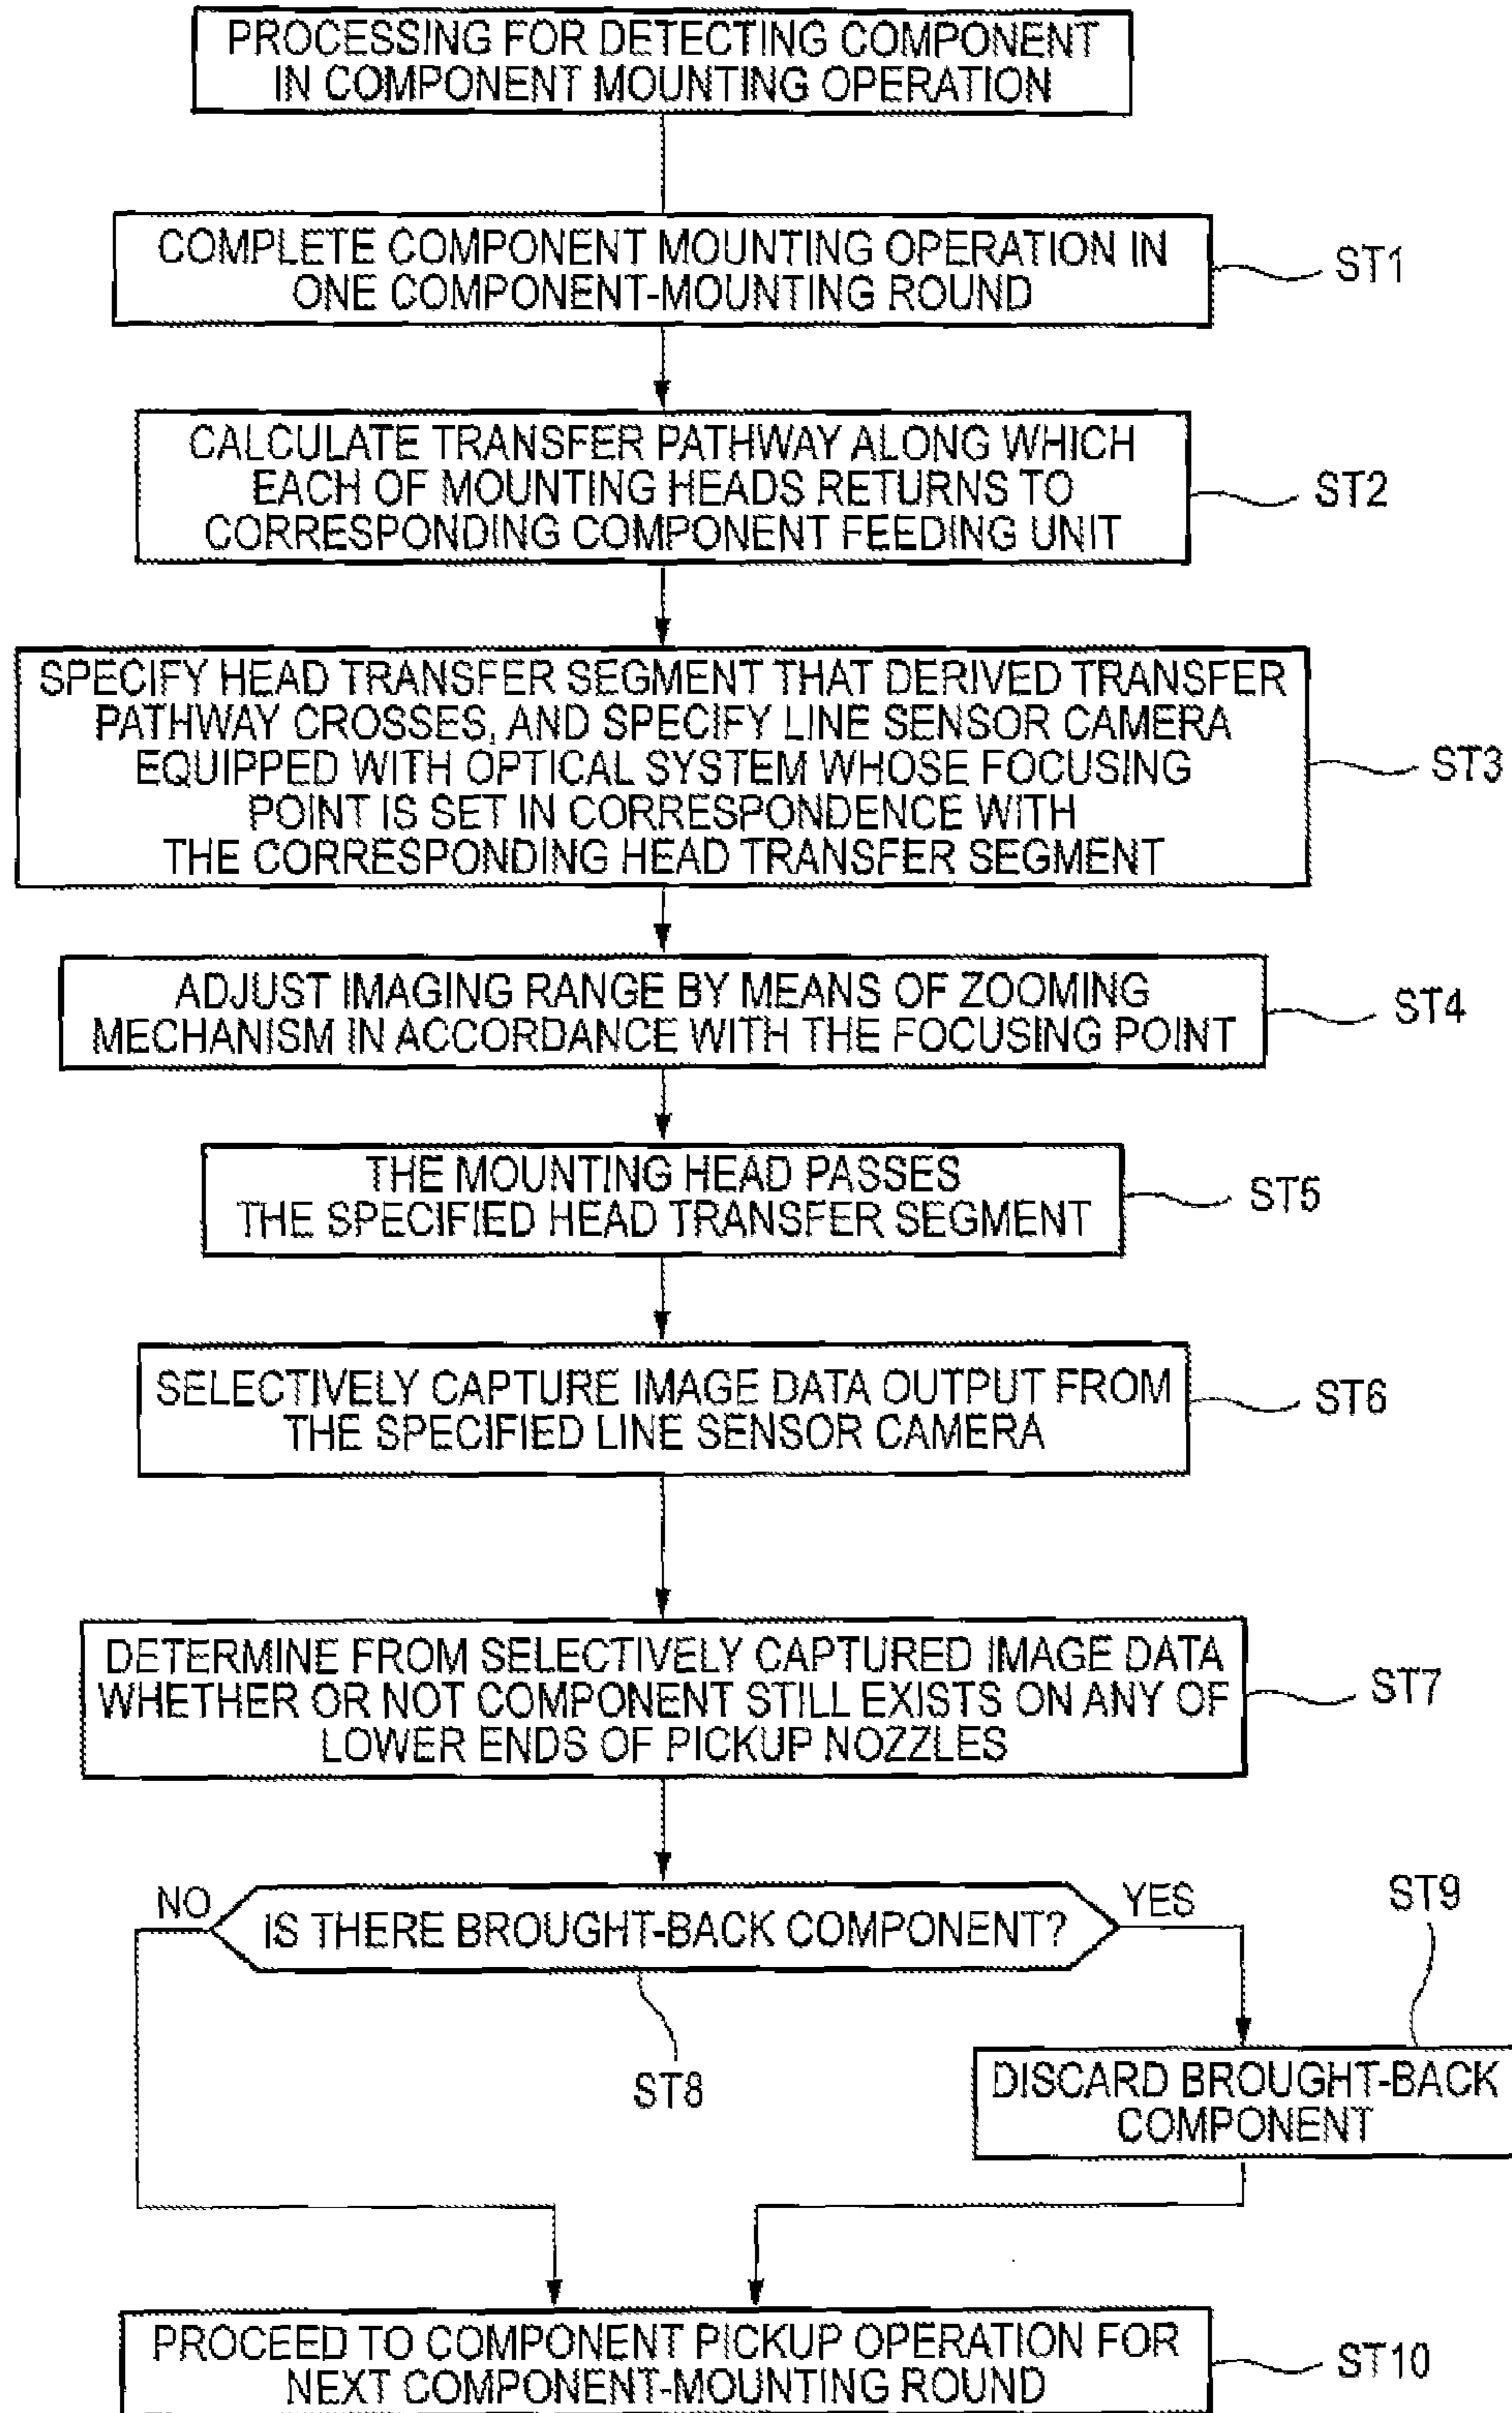 PROCESSING FOR DETECTING COMPONENT
IN COMPONENT MOUNTING OPERATION
COMPLETE COMPONENT MOUNTING OPERATION IN
ONE COMPONENT-MOUNTING ROUND
ST1
CALCULATE TRANSFER PATHWAY ALONG WHICH
EACH OF MOUNTING HEADS RETURNS TO
CORRESPONDING COMPONENT FEEDING UNIT
ST2
SPECIFY HEAD TRANSFER SEGMENT THAT DERIVED TRANSFER
PATHWAY CROSSES, AND SPECIFY LINE SENSOR CAMERA
EQUIPPED WITH OPTICAL SYSTEM WHOSE FOCUSING
POINT IS SET IN CORRESPONDENCE WITH
THE CORRESPONDING HEAD TRANSFER SEGMENT
ST3
ADJUST IMAGING RANGE BY MEANS OF ZOOMING
MECHANISM IN ACCORDANCE WITH THE FOCUSING POINT
ST4
THE MOUNTING HEAD PASSES
THE SPECIFIED HEAD TRANSFER SEGMENT
ST5
SELECTIVELY CAPTURE IMAGE DATA OUTPUT FROM
THE SPECIFIED LINE SENSOR CAMERA
ST6
DETERMINE FROM SELECTIVELY CAPTURED IMAGE DATA
WHETHER OR NOT COMPONENT STILL EXISTS ON ANY OF
LOWER ENDS OF PICKUP NOZZLES
ST7
NO
IS THERE BROUGHT-BACK COMPONENT?
YES
ST8
ST9
DISCARD BROUGHT-BACK
COMPONENT
PROCEED TO COMPONENT PICKUP OPERATION FOR
NEXT COMPONENT-MOUNTING ROUND
ST10